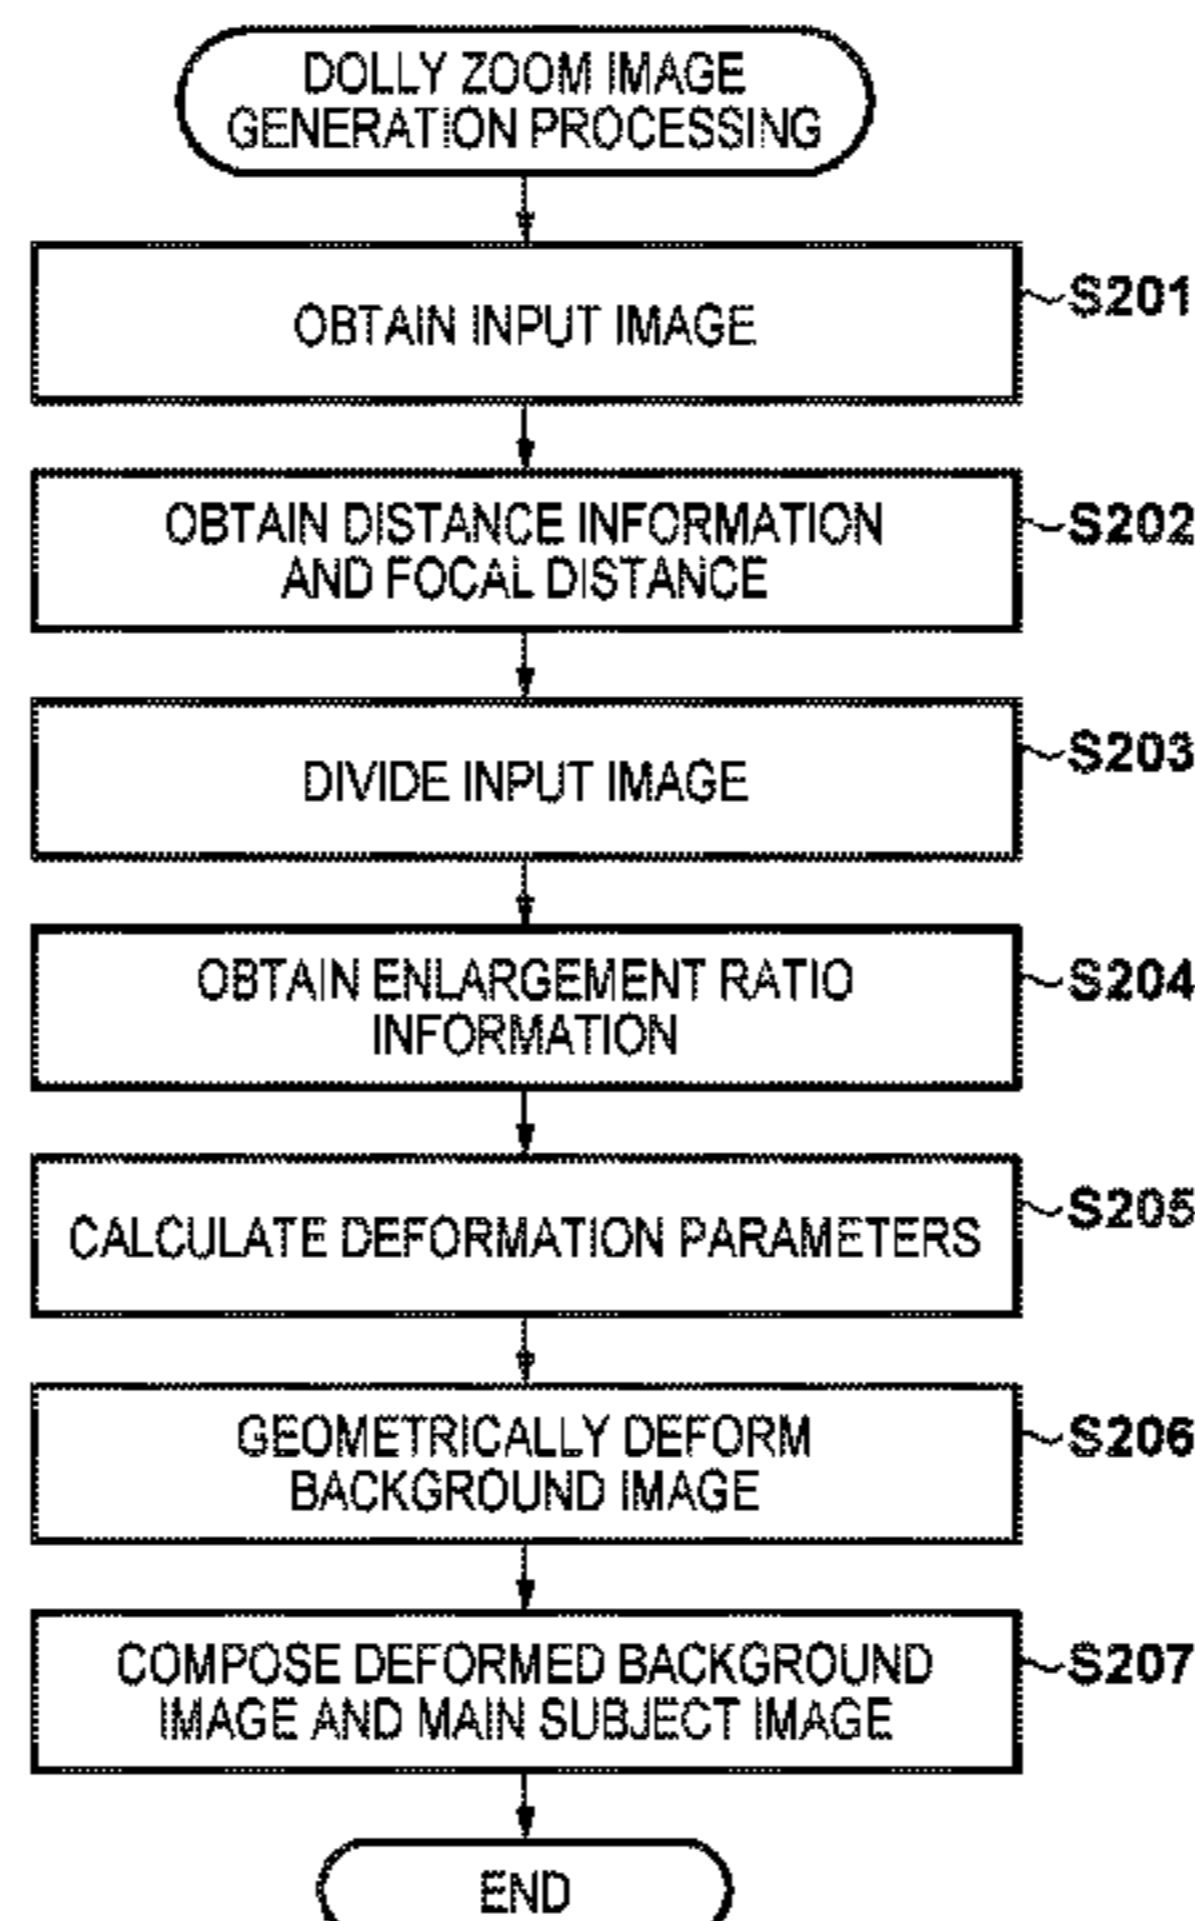 DOLLY ZOOM IMAGE
GENERATION PROCESSING
OBTAIN INPUT IMAGE
S201
OBTAIN DISTANCE INFORMATION
AND FOCAL DISTANCE
S202
DIVIDE INPUT IMAGE
S203
OBTAIN ENLARGEMENT RATIO
INFORMATION
S204
CALCULATE DEFORMATION PARAMETERS
S205
GEOMETRICALLY DEFORM
BACKGROUND IMAGE
S206
COMPOSE DEFORMED BACKGROUND
IMAGE AND MAIN SUBJECT IMAGE
S207
END